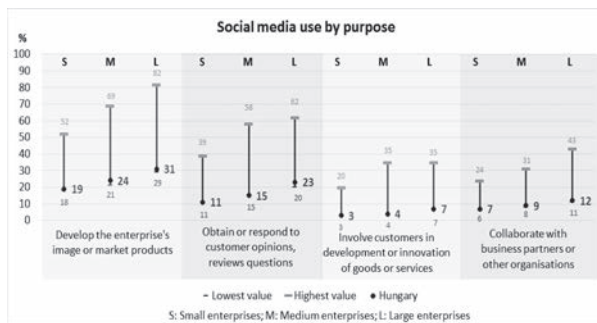 Social media use by purpose
%
100
90
80
70
60
50
40
30
20
10
0
S M L S M L S M L S M L
52 69 82 39 58 62 20 35 35 24 31 43
19 24 31 11 15 23 3 4 7 7 9 12
18 21 29 11 15 20 3 4 7 6 8 11
Develop the enterprise's
image or market products
Obtain or respond to
customer opinions,
reviews questions
Involve customers in
development or innovation
of goods or services
Collaborate with
business partners or
other organisations
Lowest value Highest value Hungary
S: Small enterprises; M: Medium enterprises; L: Large enterprises